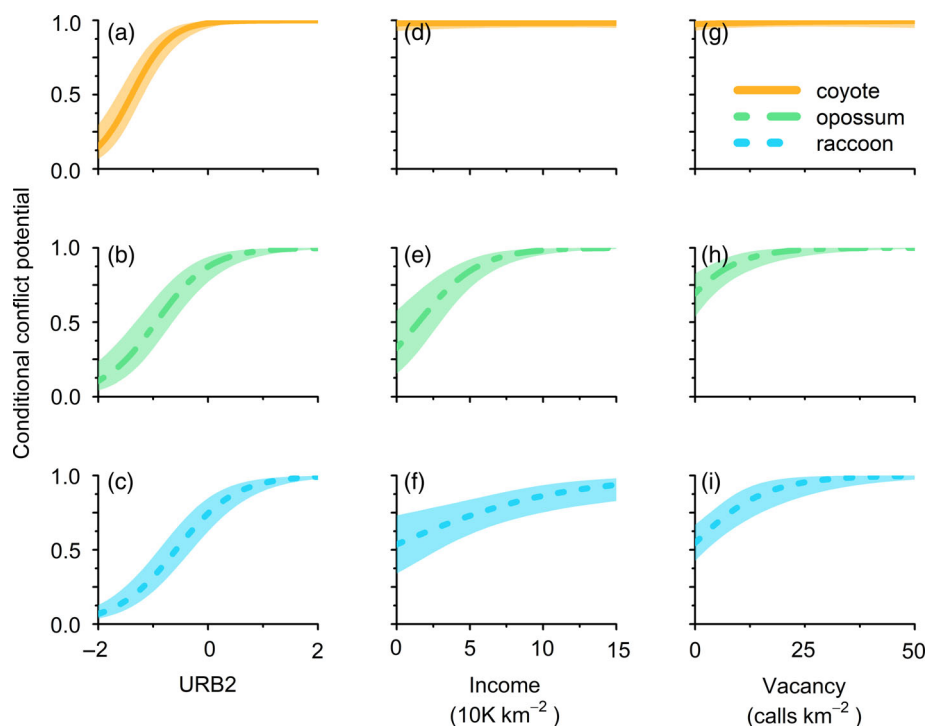 Conditional conflict potential
1.0 (a) (d) (g)
0.5
0.0
coyote
opossum
raccoon
1.0 (b) (e) (h)
0.5
0.0
1.0 (c) (f) (i)
0.5
0.0
−2 0 2 0 5 10 15 0 25 50
URB2 Income Vacancy
(10K km⁻²) (calls km⁻²)